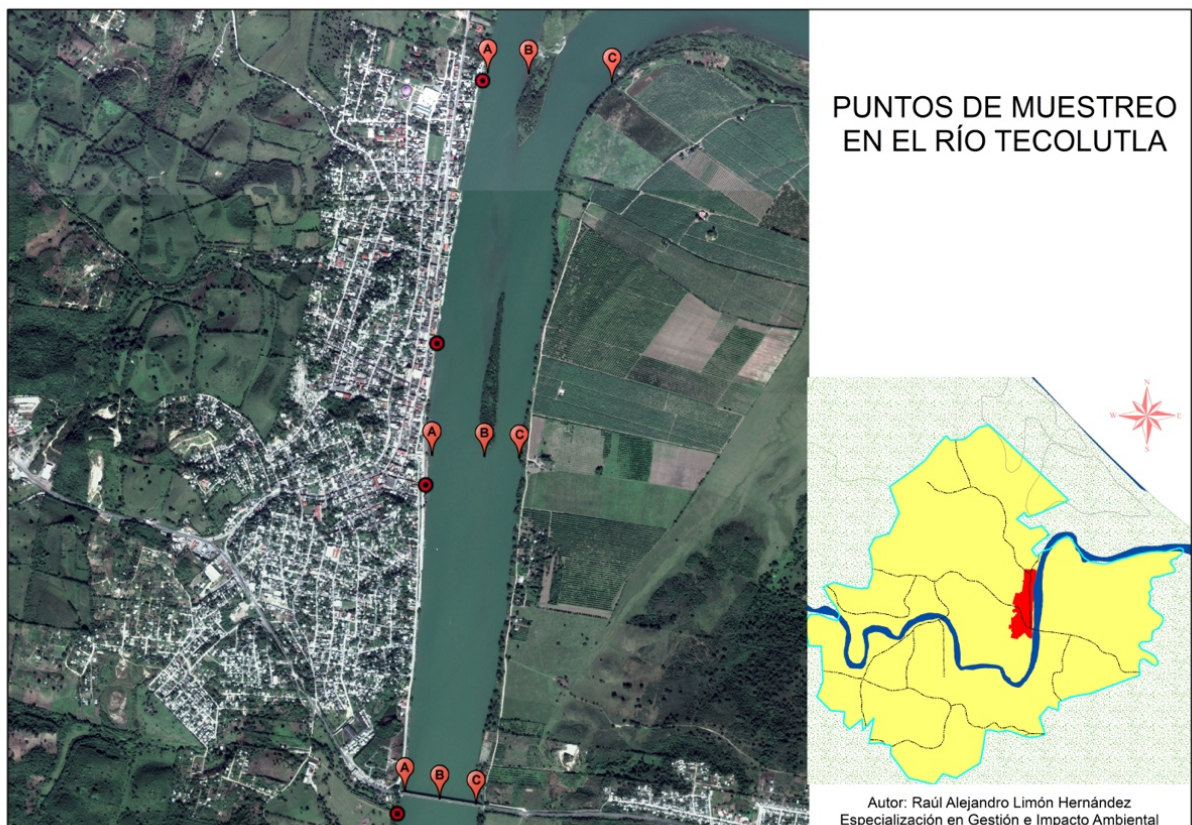 A B C
PUNTOS DE MUESTREO
EN EL RÍO TECOLUTLA
N
W E
S
A B C
A B C
Autor: Raúl Alejandro Limón Hernández
Especialización en Gestión e Impacto Ambiental